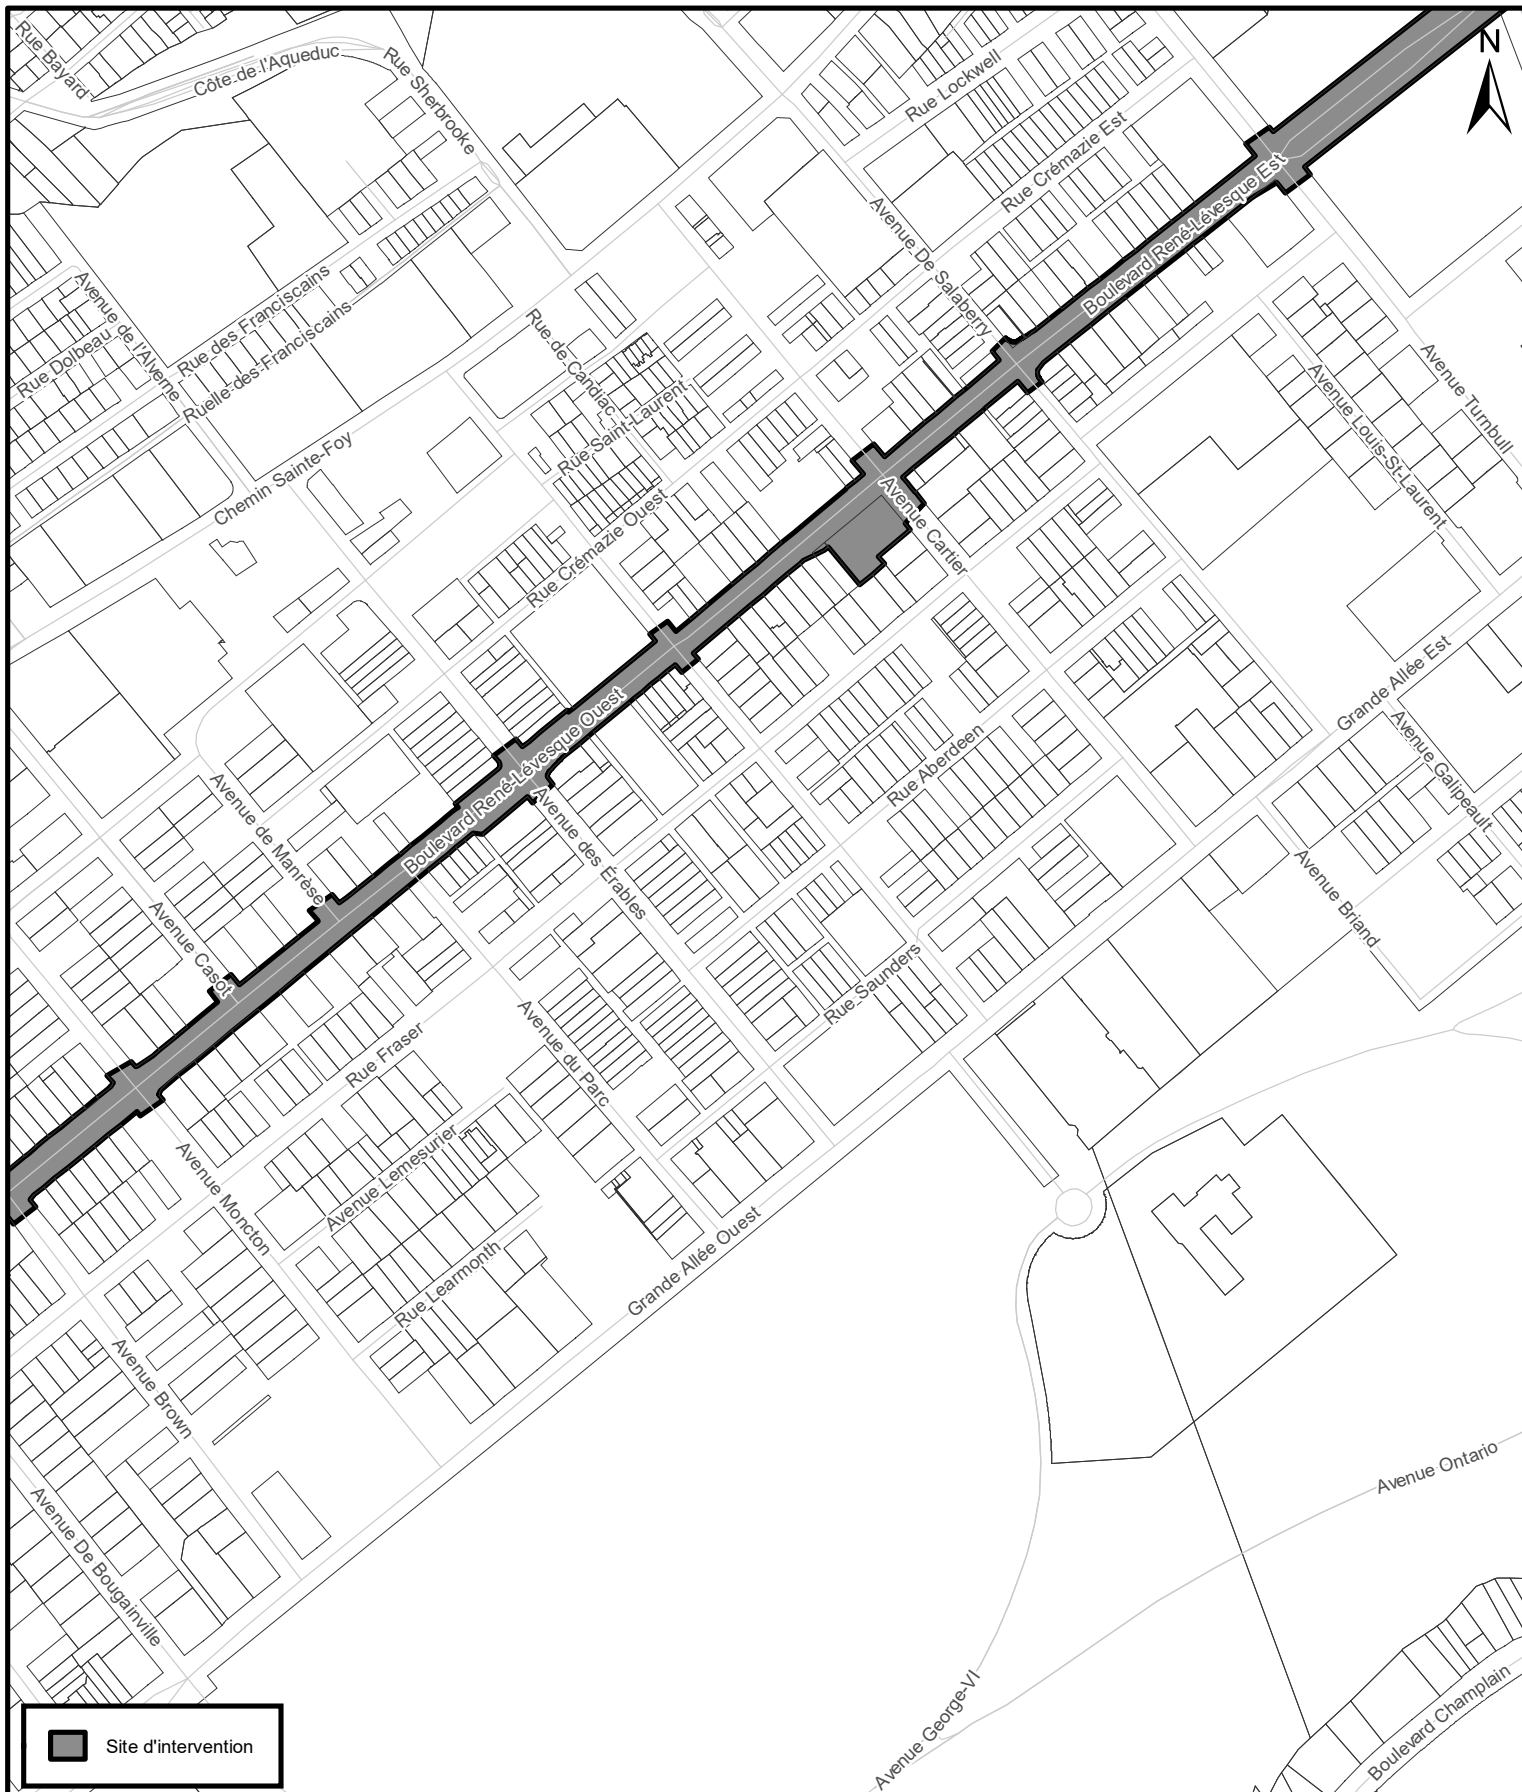 Rue Bayard
Côte de l'Aqueduc
Rue Sherbrooke
Rue Lockwell
N
Rue Crémazie Est
Boulevard René-Lévesque Est
Avenue De Salaberry
Avenue de l'Alverne
Rue des Franciscains
Rue Dolbeau
Ruelle des Franciscains
Rue de Candiac
Rue Saint-Laurent
Avenue Turnbull
Avenue Louis-St-Laurent
Chemin Sainte-Foy
Rue Crémazie Ouest
Avenue Cartier
Grande Allée Est
Boulevard René-Lévesque Ouest
Rue Aberdeen
Avenue Galipeault
Avenue de Manrèse
Avenue des Érables
Avenue Briand
Avenue Casot
Rue Saunders
Avenue du Parc
Rue Fraser
Avenue Lemesurier
Avenue Moncton
Grande Allée Ouest
Rue Learmonth
Avenue Brown
Avenue Ontario
Avenue De Bougainville
Avenue George-VI
Boulevard Champlain
Site d'intervention